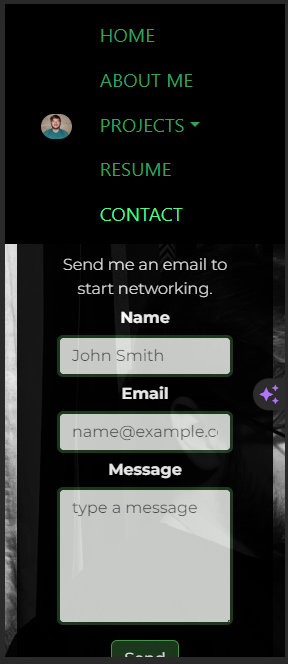 HOME
ABOUT ME
PROJECTS
RESUME
CONTACT
Send me an email to
start networking.
Name
John Smith
Email
name@example.c
Message
type a message
Send